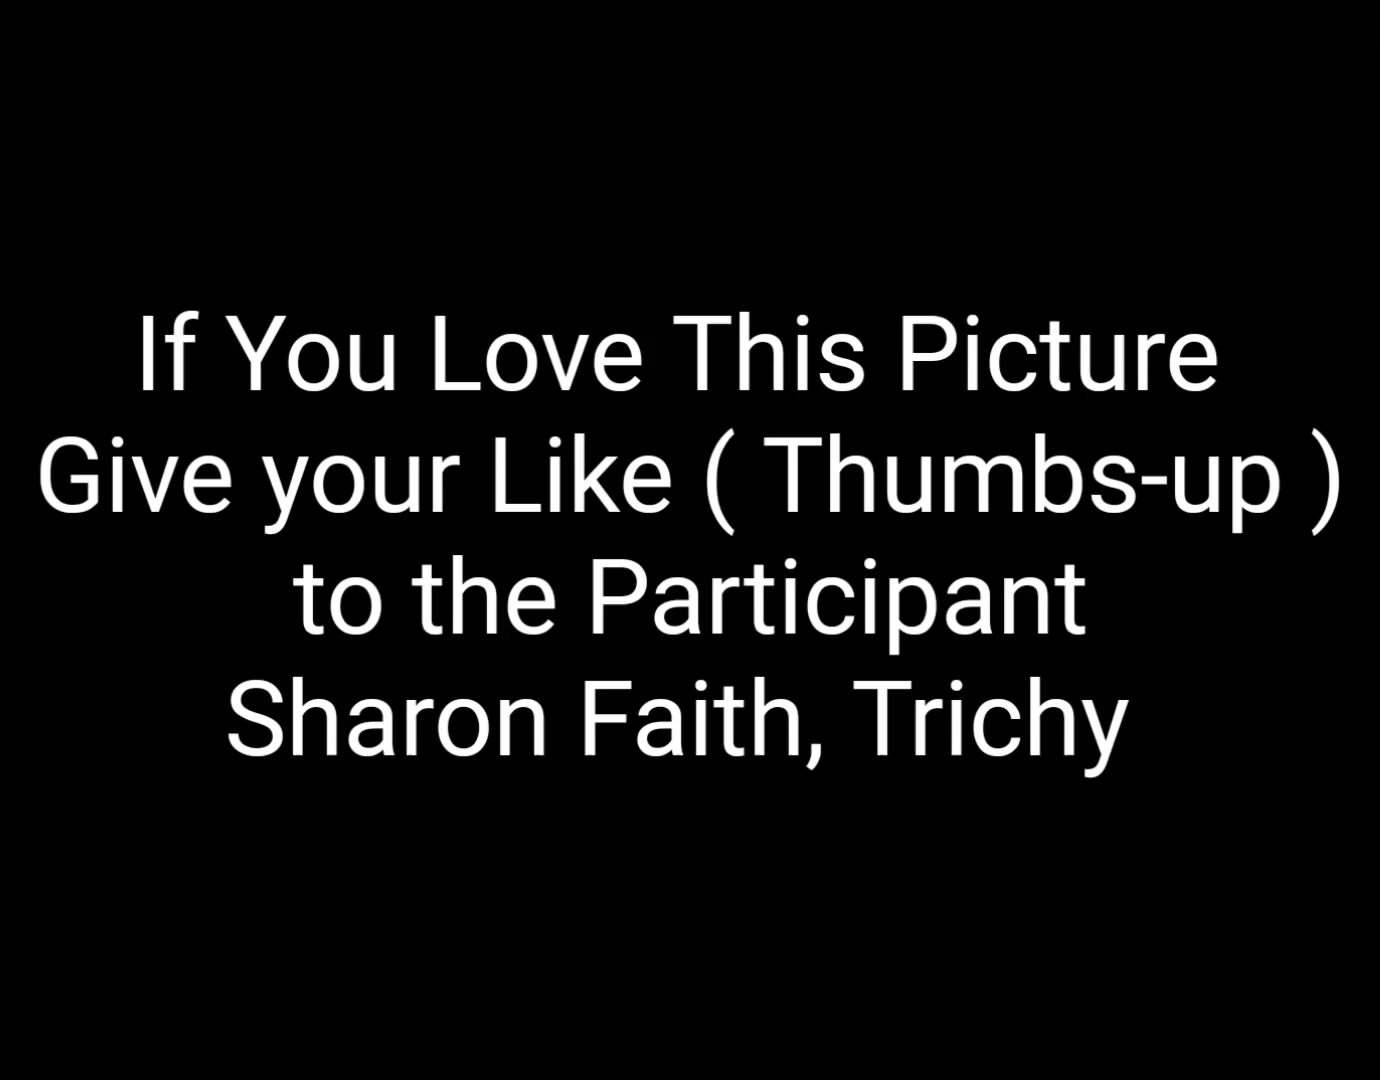 If You Love This Picture
Give your Like ( Thumbs-up )
to the Participant
Sharon Faith, Trichy